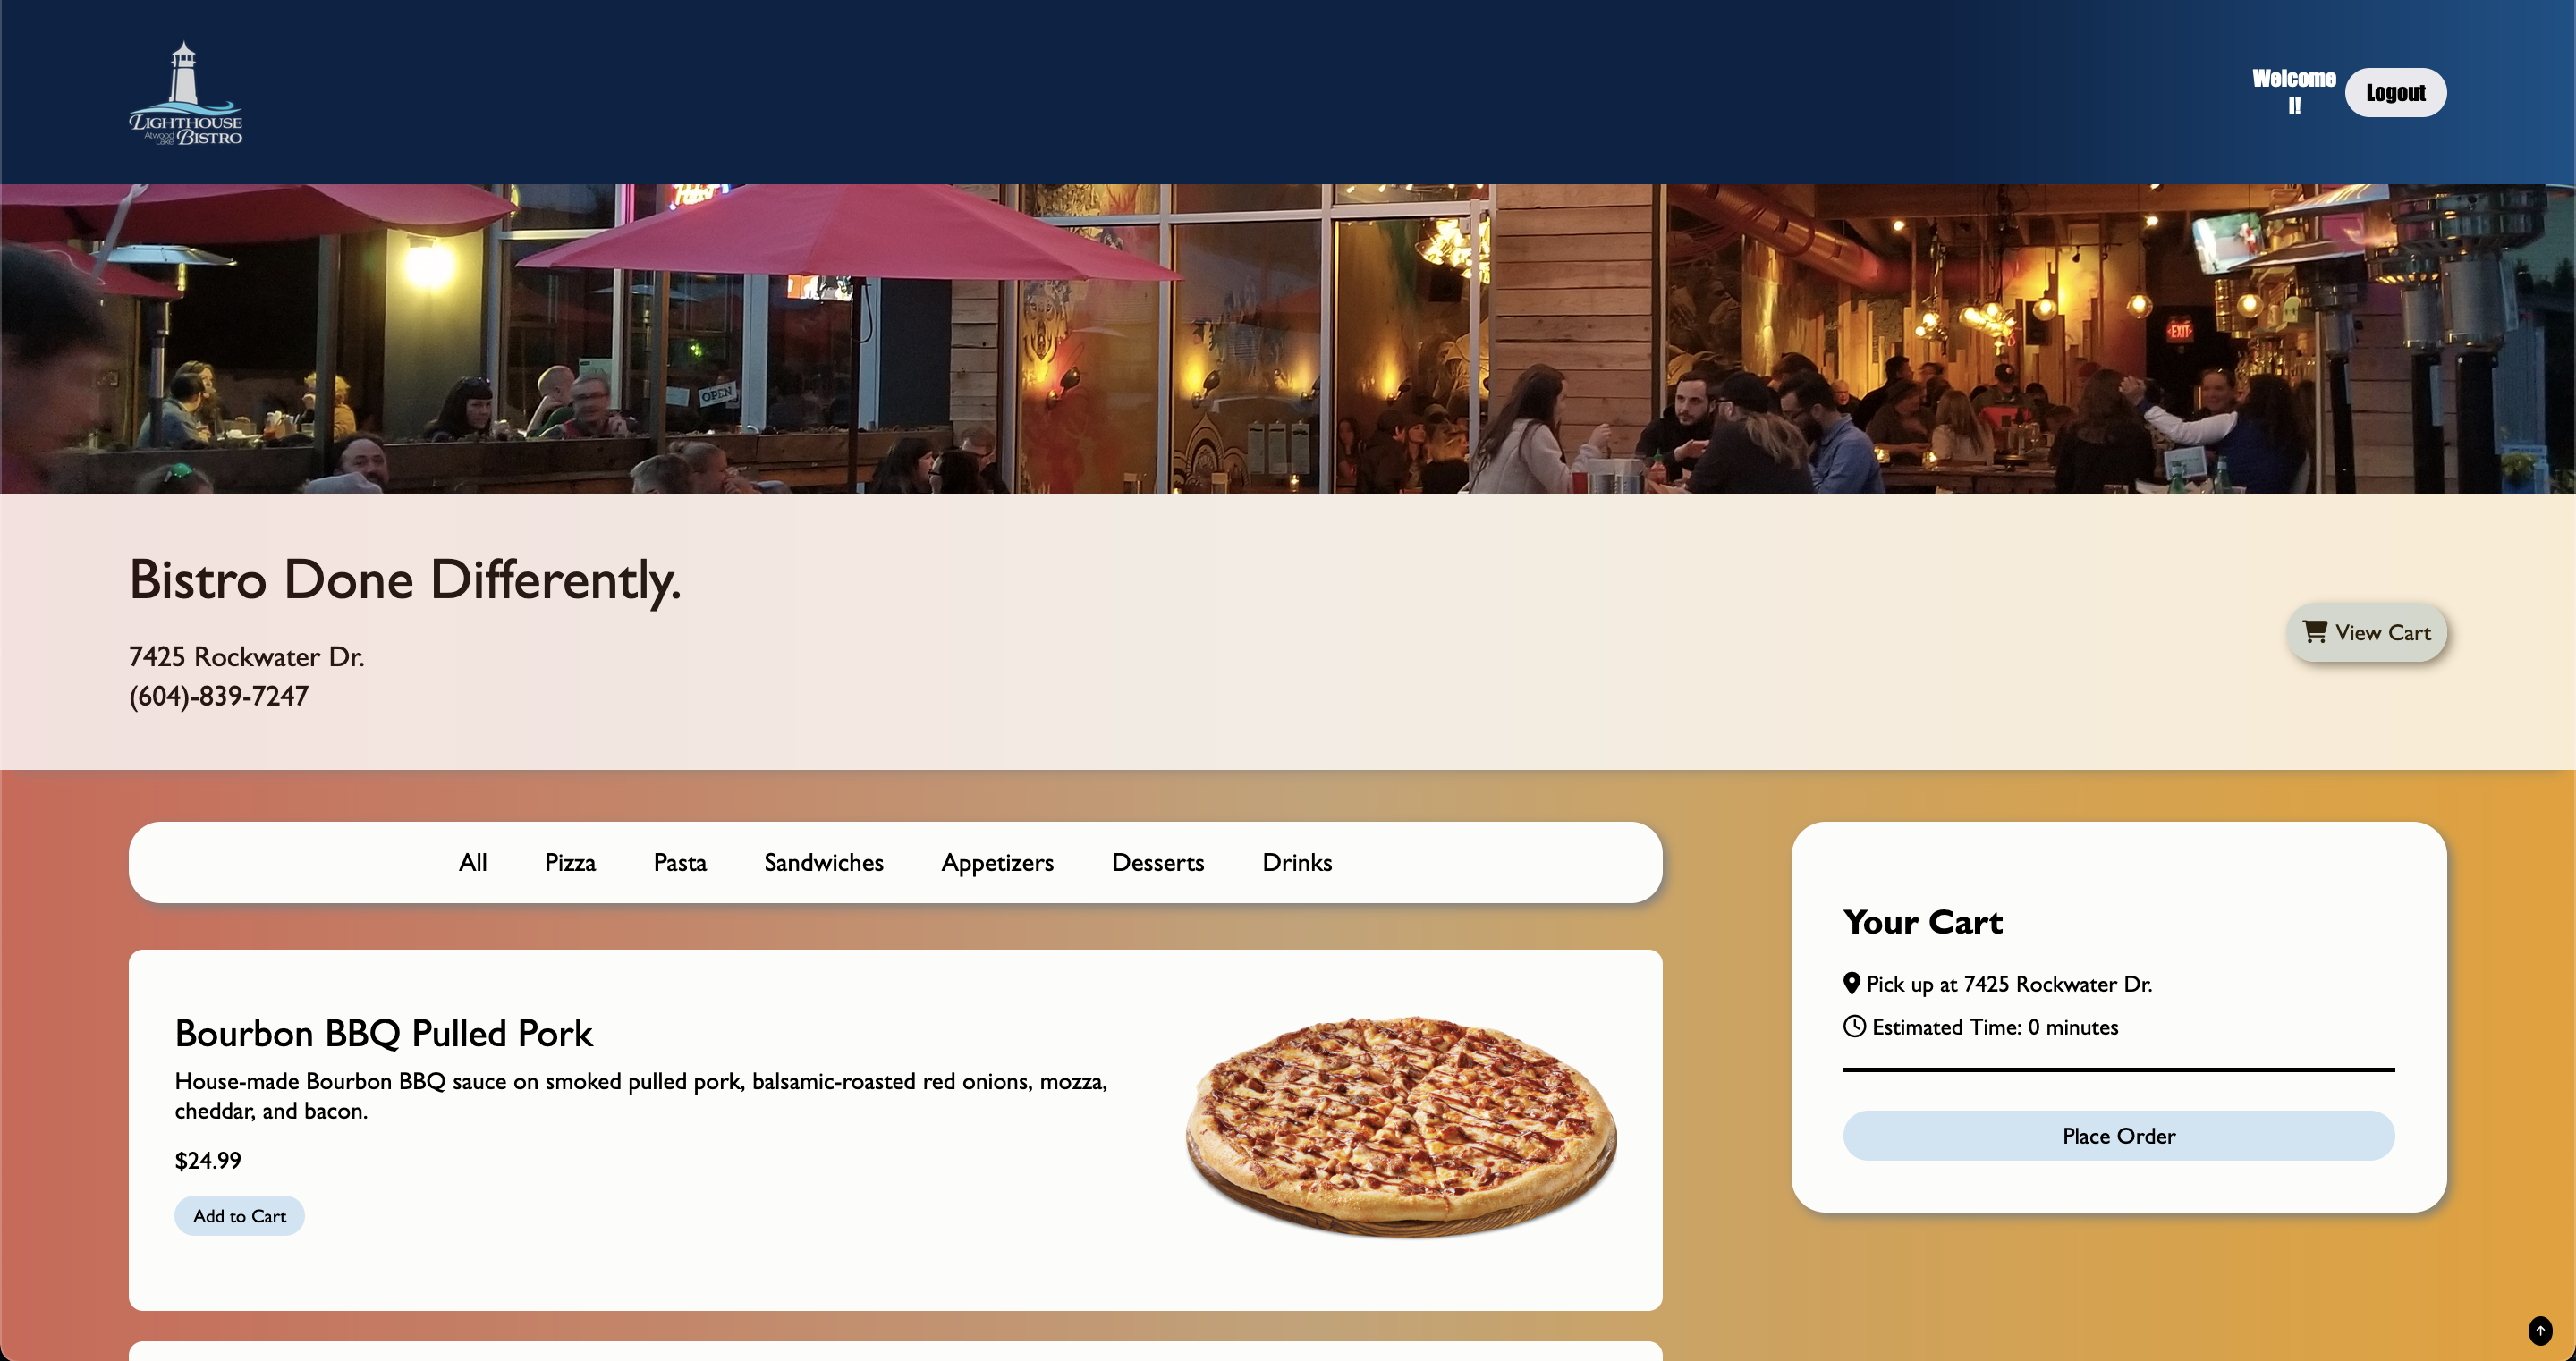 LIGHTHOUSE
Atwood
Lake
BISTRO
Welcome
l!
Logout
OPEN
EXIT
Bistro Done Differently.
7425 Rockwater Dr.
(604)-839-7247
View Cart
All Pizza Pasta Sandwiches Appetizers Desserts Drinks
Bourbon BBQ Pulled Pork
House-made Bourbon BBQ sauce on smoked pulled pork, balsamic-roasted red onions, mozza,
cheddar, and bacon.
$24.99
Add to Cart
Your Cart
Pick up at 7425 Rockwater Dr.
Estimated Time: 0 minutes
Place Order